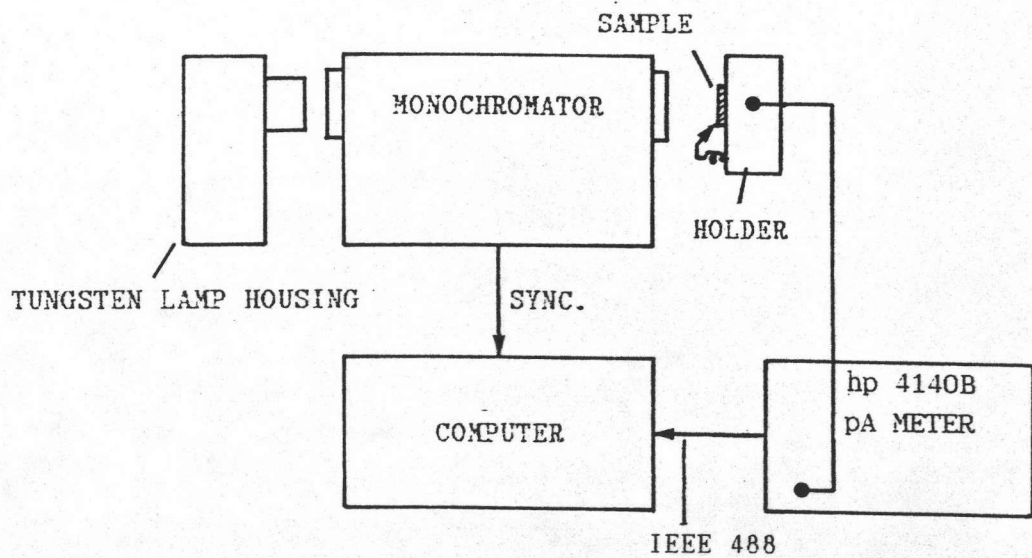 SAMPLE
MONOCHROMATOR
HOLDER
TUNGSTEN LAMP HOUSING
SYNC.
hp 4140B
pA METER
COMPUTER
IEEE 488